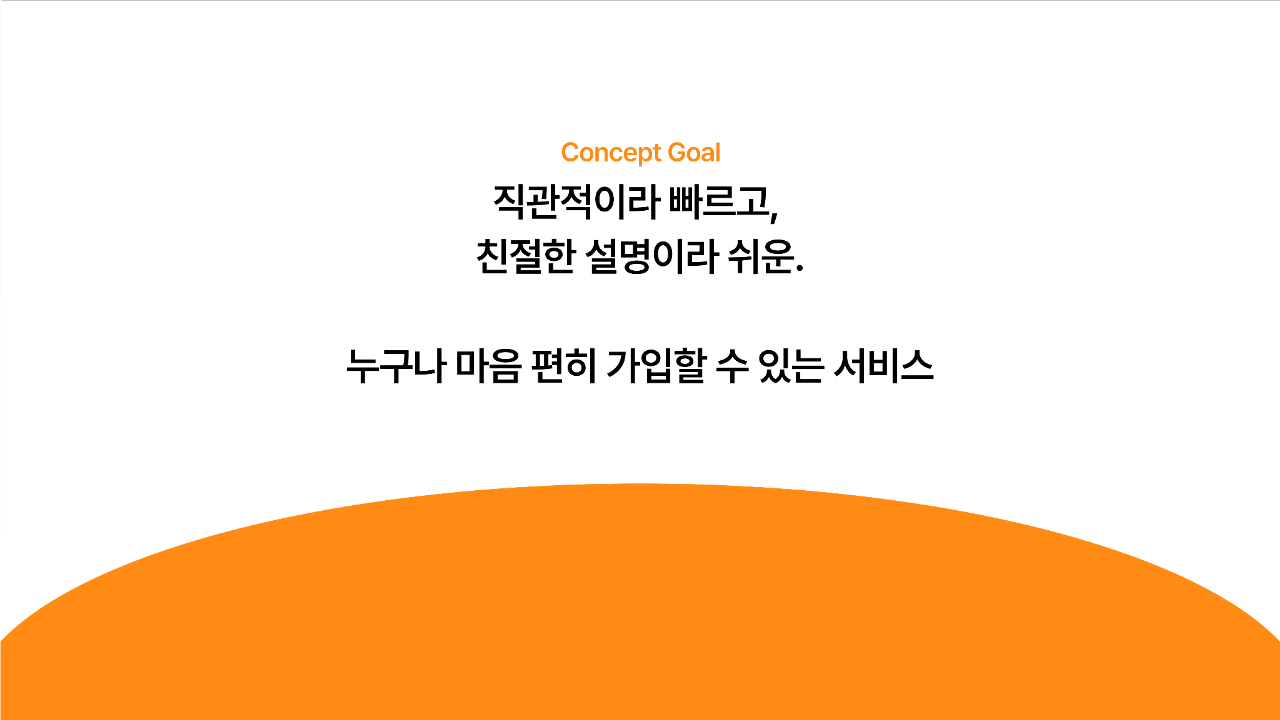 Concept Goal
직관적이라 빠르고,
친절한 설명이라 쉬운.
누구나 마음 편히 가입할 수 있는 서비스